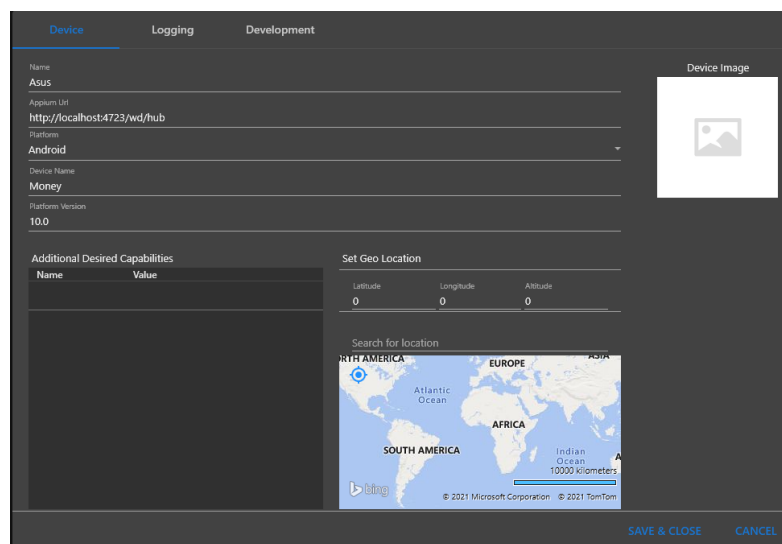 Device Logging Development
Name
Asus
Appium Url
http://localhost:4723/wd/hub
Platform
Android
Device Name
Money
Platform Version
10.0
Device Image
Additional Desired Capabilities
Name Value
Set Geo Location
Latitude Longitude Altitude
0 0 0
Search for location
RTH AMERICA
EUROPE
ASIA
Atlantic
Ocean
AFRICA
SOUTH AMERICA
Indian
Ocean
A
10000 kilometers
bing
© 2021 Microsoft Corporation © 2021 TomTom
SAVE & CLOSE CANCEL